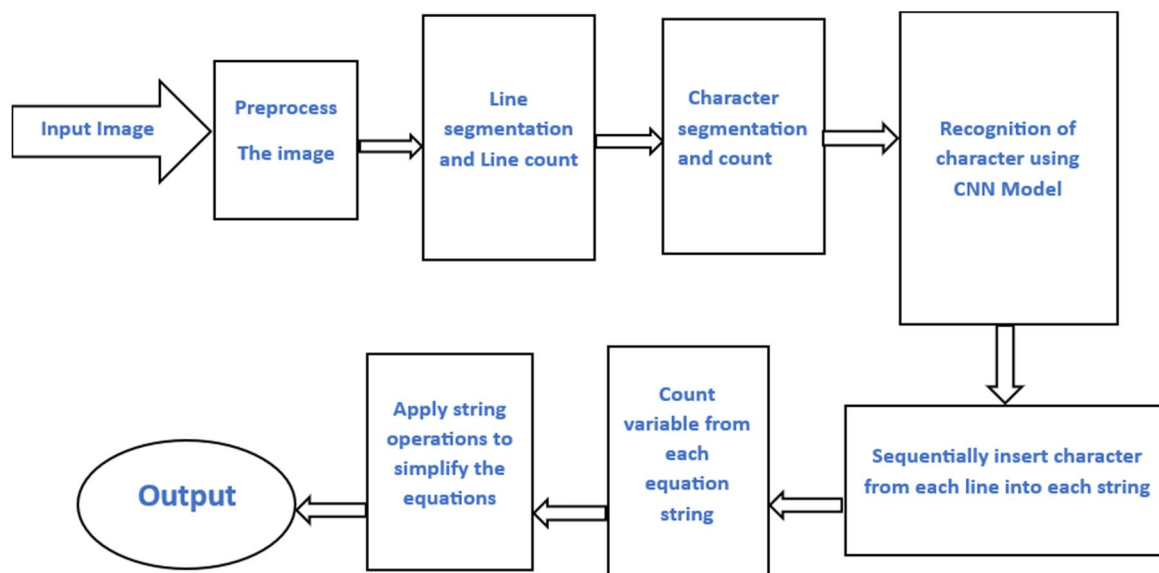 Input Image
Preprocess
The image
Line
segmentation
and Line count
Character
segmentation
and count
Recognition of
character using
CNN Model
Sequentially insert character
from each line into each string
Count
variable from
each
equation
string
Apply string
operations to
simplify the
equations
Output